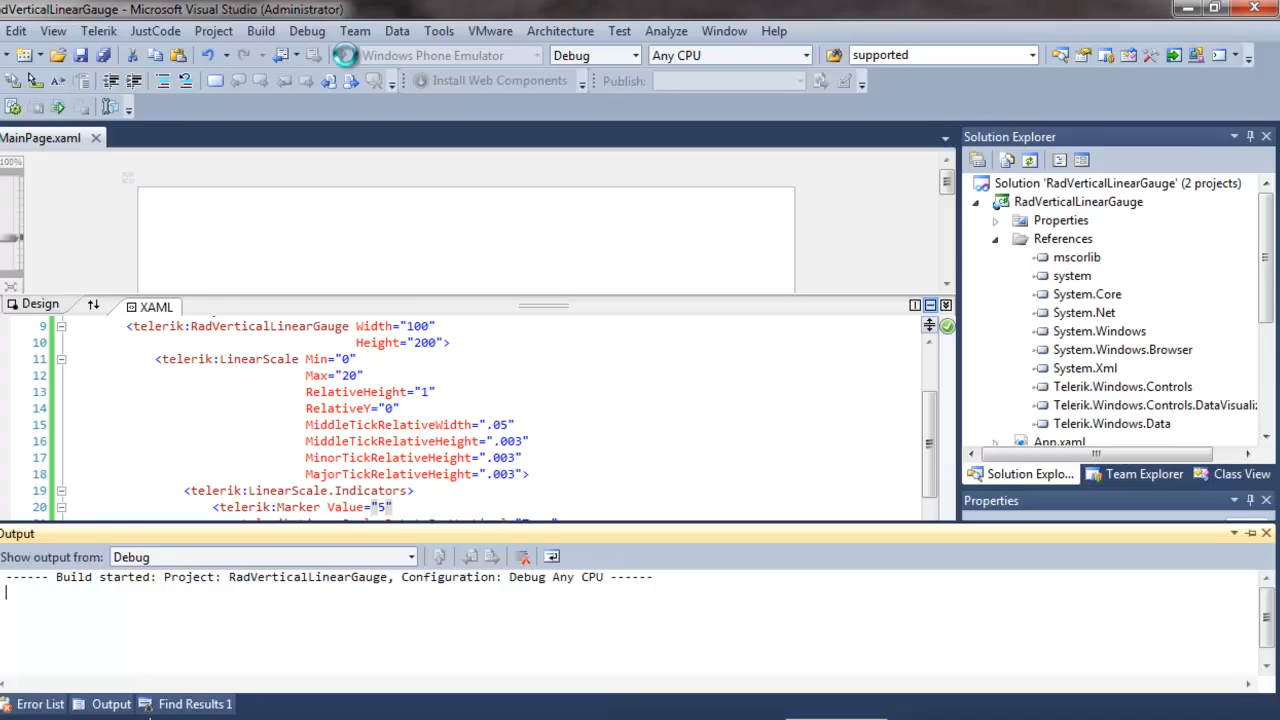 adVerticalLinearGauge - Microsoft Visual Studio (Administrator)
Edit View Telerik JustCode Project Build Debug Team Data Tools VMware Architecture Test Analyze Window Help
Windows Phone Emulator Debug Any CPU supported
Install Web Components Publish:
MainPage.xaml
Solution Explorer
100%
Solution 'RadVerticalLinearGauge' (2 projects)
RadVerticalLinearGauge
Properties
References
mscorlib
system
System.Core
System.Net
System.Windows
System.Windows.Browser
System.Xml
Telerik.Windows.Controls
Telerik.Windows.Controls.DataVisualiz
Telerik.Windows.Data
App.xaml
Solution Explo... Team Explorer Class View
Properties
Design XAML
9 <telerik:RadVerticalLinearGauge Width="100"
10 Height="200">
11 <telerik:LinearScale Min="0"
12 Max="20"
13 RelativeHeight="1"
14 RelativeY="0"
15 MiddleTickRelativeWidth=".05"
16 MiddleTickRelativeHeight=".003"
17 MinorTickRelativeHeight=".003"
18 MajorTickRelativeHeight=".003">
19 <telerik:LinearScale.Indicators>
20 <telerik:Marker Value="5"
Output
Show output from: Debug
------ Build started: Project: RadVerticalLinearGauge, Configuration: Debug Any CPU ------
Error List Output Find Results 1